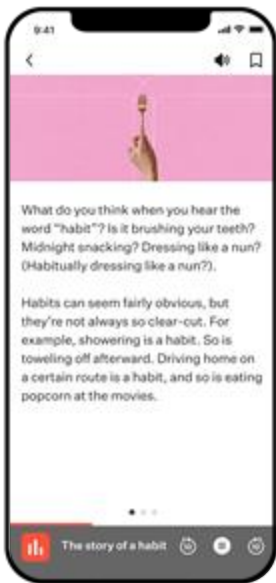 9:41
What do you think when you hear the
word "habit"? Is it brushing your teeth?
Midnight snacking? Dressing like a nun?
(Habitually dressing like a nun?).
Habits can seem fairly obvious, but
they're not always so clear-cut. For
example, showering is a habit. So is
toweling off afterward. Driving home on
a certain route is a habit, and so is eating
popcorn at the movies.
The story of a habit 10 10